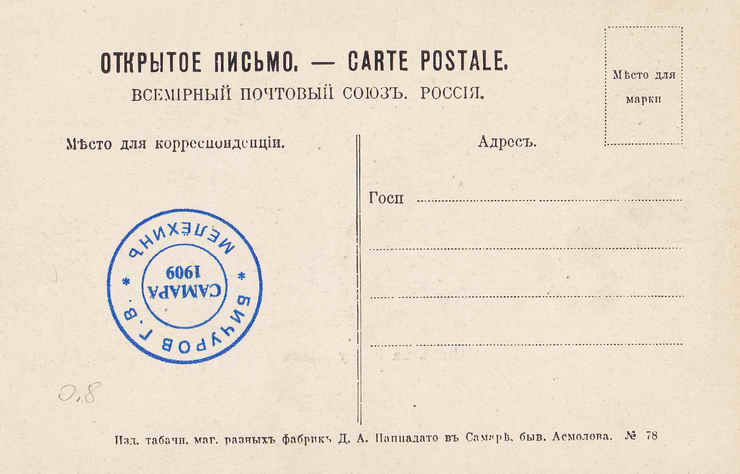 ОТКРЫТОЕ ПИСЬМО. — CARTE POSTALE.
ВСЕМІРНЫЙ ПОЧТОВЫЙ СОЮЗЪ. РОССІЯ.
Мѣсто для
марки
Мѣсто для корреспонденціи.
Адресъ.
Госп
МЕЛЁХИНЪ
* БИЧУРОВ Г.В. *
САМАРА
1909
0,8
Изд. табачн. маг. разныхъ фабрикъ Д. А. Паппадато въ Самарѣ, быв. Асмолова. № 78